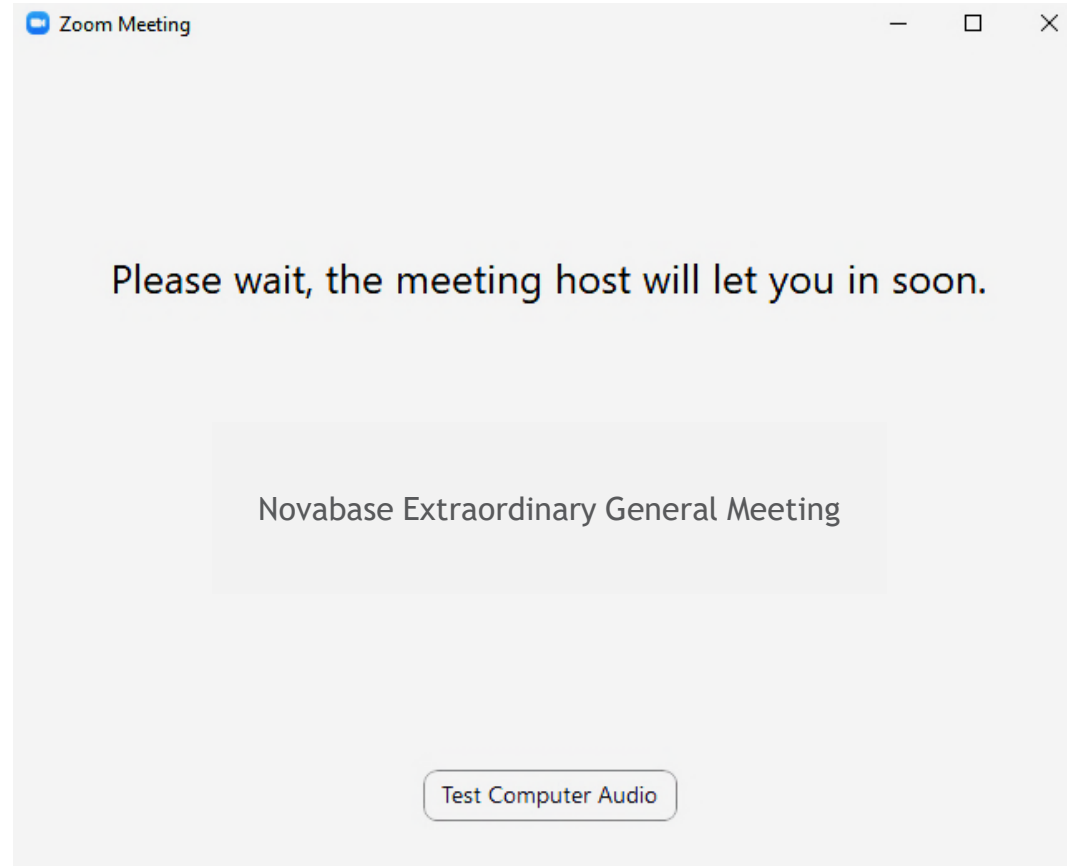 Zoom Meeting
Please wait, the meeting host will let you in soon.
Novabase Extraordinary General Meeting
Test Computer Audio